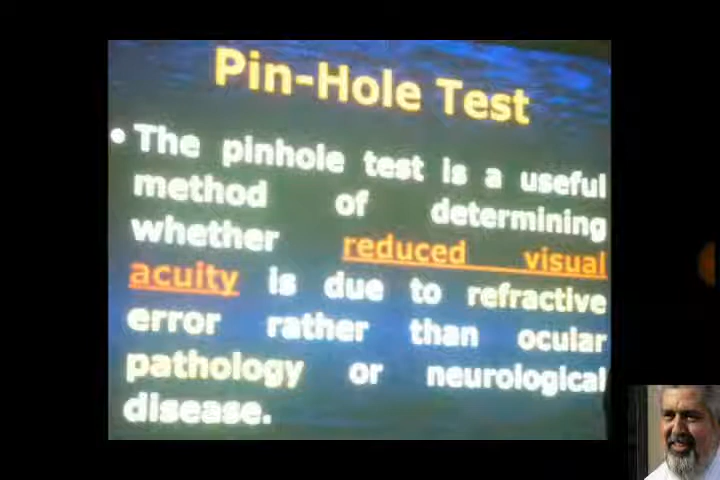 Pin-Hole Test
• The pinhole test is a useful
method of determining
whether reduced visual
acuity is due to refractive
error rather than ocular
pathology or neurological
disease.